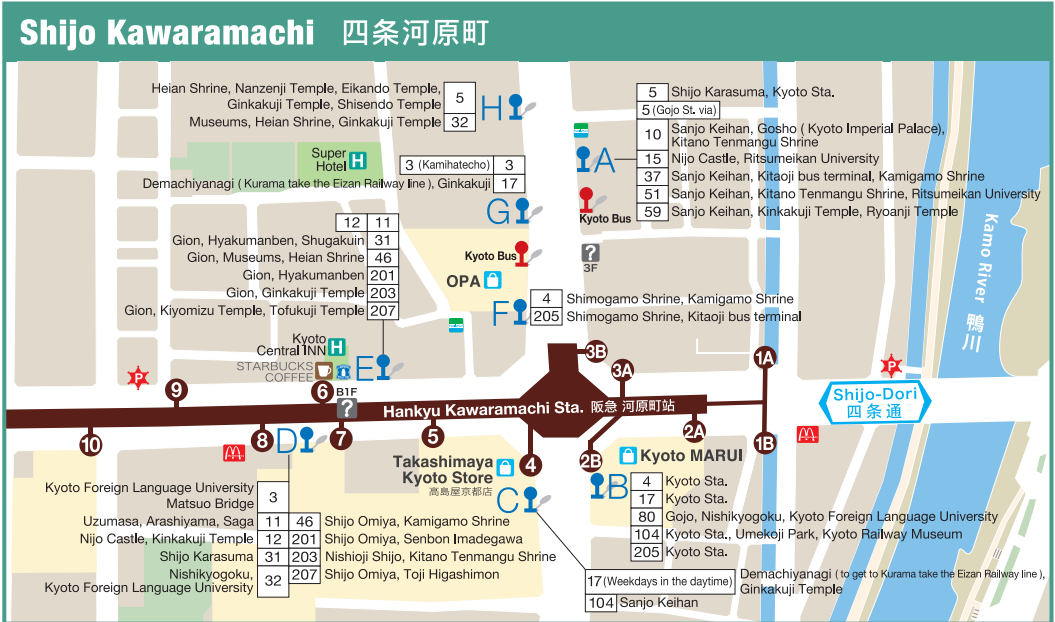 Shijo Kawaramachi 四条河原町
Heian Shrine, Nanzenji Temple, Eikando Temple,
Ginkakuji Temple, Shisendo Temple
5
Museums, Heian Shrine, Ginkakuji Temple
32
H
Super
Hotel
H
3 (Kamihatecho)
3
Demachiyanagi ( Kurama take the Eizan Railway line ), Ginkakuji
17
G
12
11
Gion, Hyakumanben, Shugakuin
31
Gion, Museums, Heian Shrine
46
Gion, Hyakumanben
201
Gion, Ginkakuji Temple
203
Gion, Kiyomizu Temple, Tofukuji Temple
207
Kyoto Bus
OPA
F
4
Shimogamo Shrine, Kamigamo Shrine
205
Shimogamo Shrine, Kitaoji bus terminal
5
Shijo Karasuma, Kyoto Sta.
5 (Gojo St. via)
10
Sanjo Keihan, Gosho ( Kyoto Imperial Palace),
Kitano Tenmangu Shrine
A
15
Nijo Castle, Ritsumeikan University
37
Sanjo Keihan, Kitaoji bus terminal, Kamigamo Shrine
51
Sanjo Keihan, Kitano Tenmangu Shrine, Ritsumeikan University
59
Sanjo Keihan, Kinkakuji Temple, Ryoanji Temple
Kyoto Bus
?
3F
Kamo River 鴨川
Kyoto
Central INN
H
STARBUCKS
COFFEE
E
P
P
9
6
B1F
?
3B
3A
1A
Hankyu Kawaramachi Sta. 阪急 河原町站
Shijo-Dori
四条通
10
8
D
7
5
4
2B
2A
1B
Takashimaya
Kyoto Store
高島屋京都店
C
Kyoto MARUI
B
4
Kyoto Sta.
17
Kyoto Sta.
80
Gojo, Nishikyogoku, Kyoto Foreign Language University
104
Kyoto Sta., Umekoji Park, Kyoto Railway Museum
205
Kyoto Sta.
Kyoto Foreign Language University
Matsuo Bridge
3
Uzumasa, Arashiyama, Saga
11
46
Shijo Omiya, Kamigamo Shrine
Nijo Castle, Kinkakuji Temple
12
201
Shijo Omiya, Senbon Imadegawa
Shijo Karasuma
31
203
Nishioji Shijo, Kitano Tenmangu Shrine
Nishikyogoku,
Kyoto Foreign Language University
32
207
Shijo Omiya, Toji Higashimon
17 (Weekdays in the daytime)
Demachiyanagi ( to get to Kurama take the Eizan Railway line ),
Ginkakuji Temple
104
Sanjo Keihan